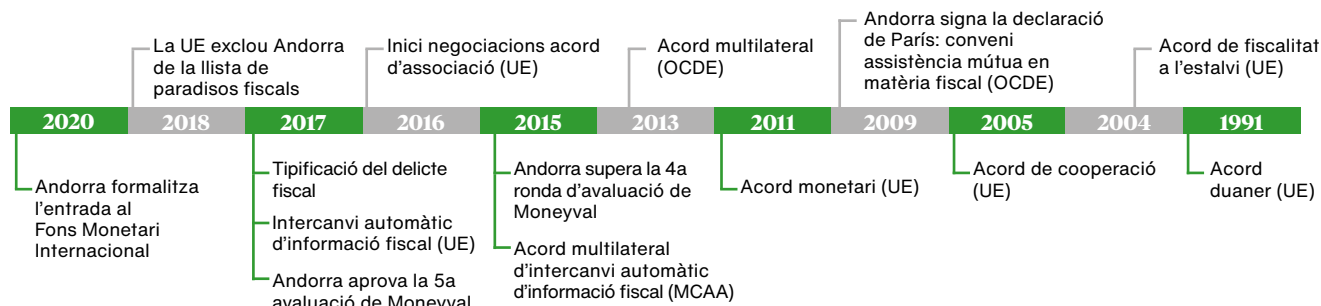 La UE exclou Andorra
de la llista de
paradisos fiscals
Inici negociacions acord
d'associació (UE)
Acord multilateral
(OCDE)
Andorra signa la declaració
de París: conveni
assistència mútua en
matèria fiscal (OCDE)
Acord de fiscalitat
a l'estalvi (UE)
2020 2018 2017 2016 2015 2013 2011 2009 2005 2004 1991
Andorra formalitza
l'entrada al
Fons Monetari
Internacional
Tipificació del delicte
fiscal
Intercanvi automàtic
d'informació fiscal (UE)
Andorra aprova la 5a
avaluació de Moneyval
Andorra supera la 4a
ronda d'avaluació de
Moneyval
Acord multilateral
d'intercanvi automàtic
d'informació fiscal (MCAA)
Acord monetari (UE)
Acord de cooperació
(UE)
Acord
duaner (UE)